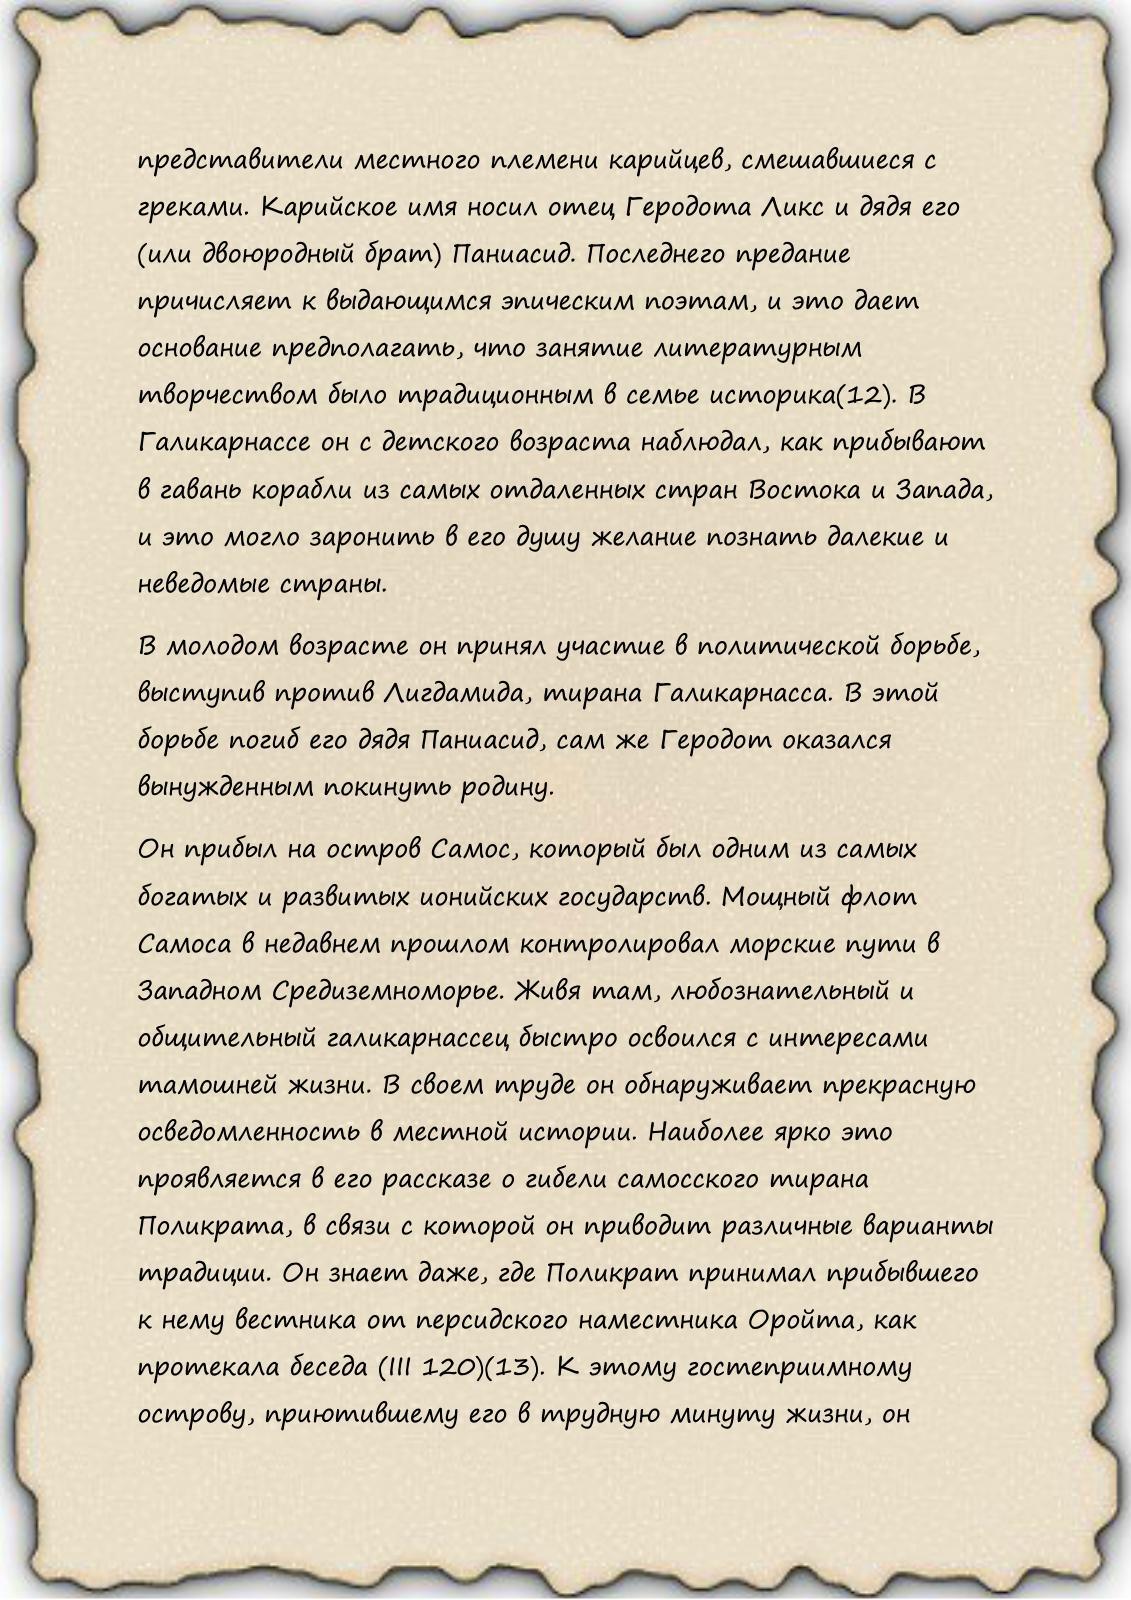 представители местного племени карийцев, смешавшиеся с
греками. Карийское имя носил отец Геродота Ликс и дядя его
(или двоюродный брат) Паниасид. Последнего предание
причисляет к выдающимся эпическим поэтам, и это дает
основание предполагать, что занятие литературным
творчеством было традиционным в семье историка(12). В
Галикарнассе он с детского возраста наблюдал, как прибывают
в гавань корабли из самых отдаленных стран Востока и Запада,
и это могло заронить в его душу желание познать далекие и
неведомые страны.
В молодом возрасте он принял участие в политической борьбе,
выступив против Лигдамида, тирана Галикарнасса. В этой
борьбе погиб его дядя Паниасид, сам же Геродот оказался
вынужденным покинуть родину.
Он прибыл на остров Самос, который был одним из самых
богатых и развитых ионийских государств. Мощный флот
Самоса в недавнем прошлом контролировал морские пути в
Западном Средиземноморье. Живя там, любознательный и
общительный галикарнассец быстро освоился с интересами
тамошней жизни. В своем труде он обнаруживает прекрасную
осведомленность в местной истории. Наиболее ярко это
проявляется в его рассказе о гибели самосского тирана
Поликрата, в связи с которой он приводит различные варианты
традиции. Он знает даже, где Поликрат принимал прибывшего
к нему вестника от персидского наместника Оройта, как
протекала беседа (III 120)(13). К этому гостеприимному
острову, приютившему его в трудную минуту жизни, он